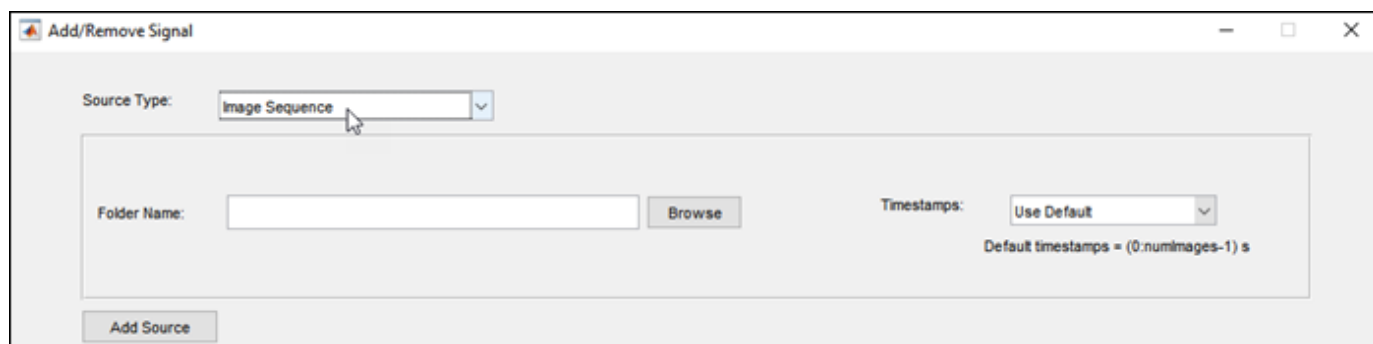 Add/Remove Signal
Source Type: Image Sequence
Folder Name: Browse Timestamps: Use Default
Default timestamps = (0:numImages-1) s
Add Source